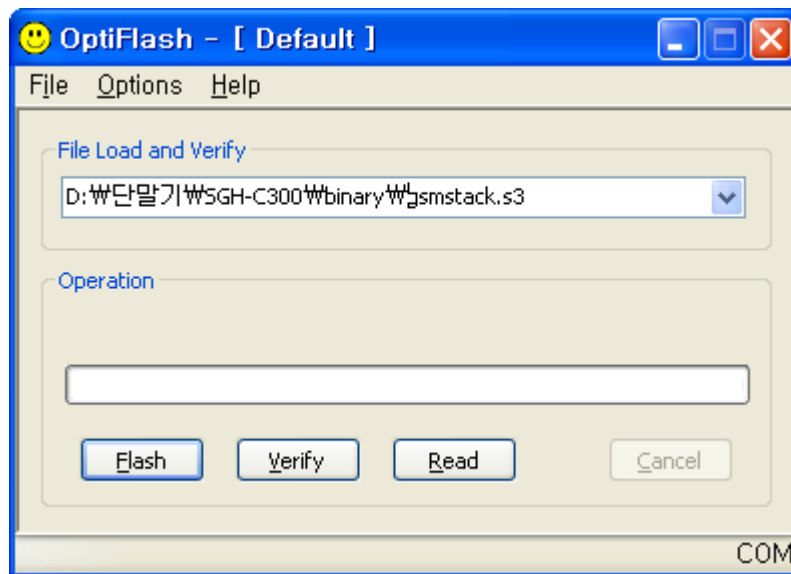 OptiFlash - [ Default ]
File Options Help
File Load and Verify
D:₩단말기₩SGH-C300₩binary₩gsmstack.s3
Operation
Flash Verify Read Cancel
COM